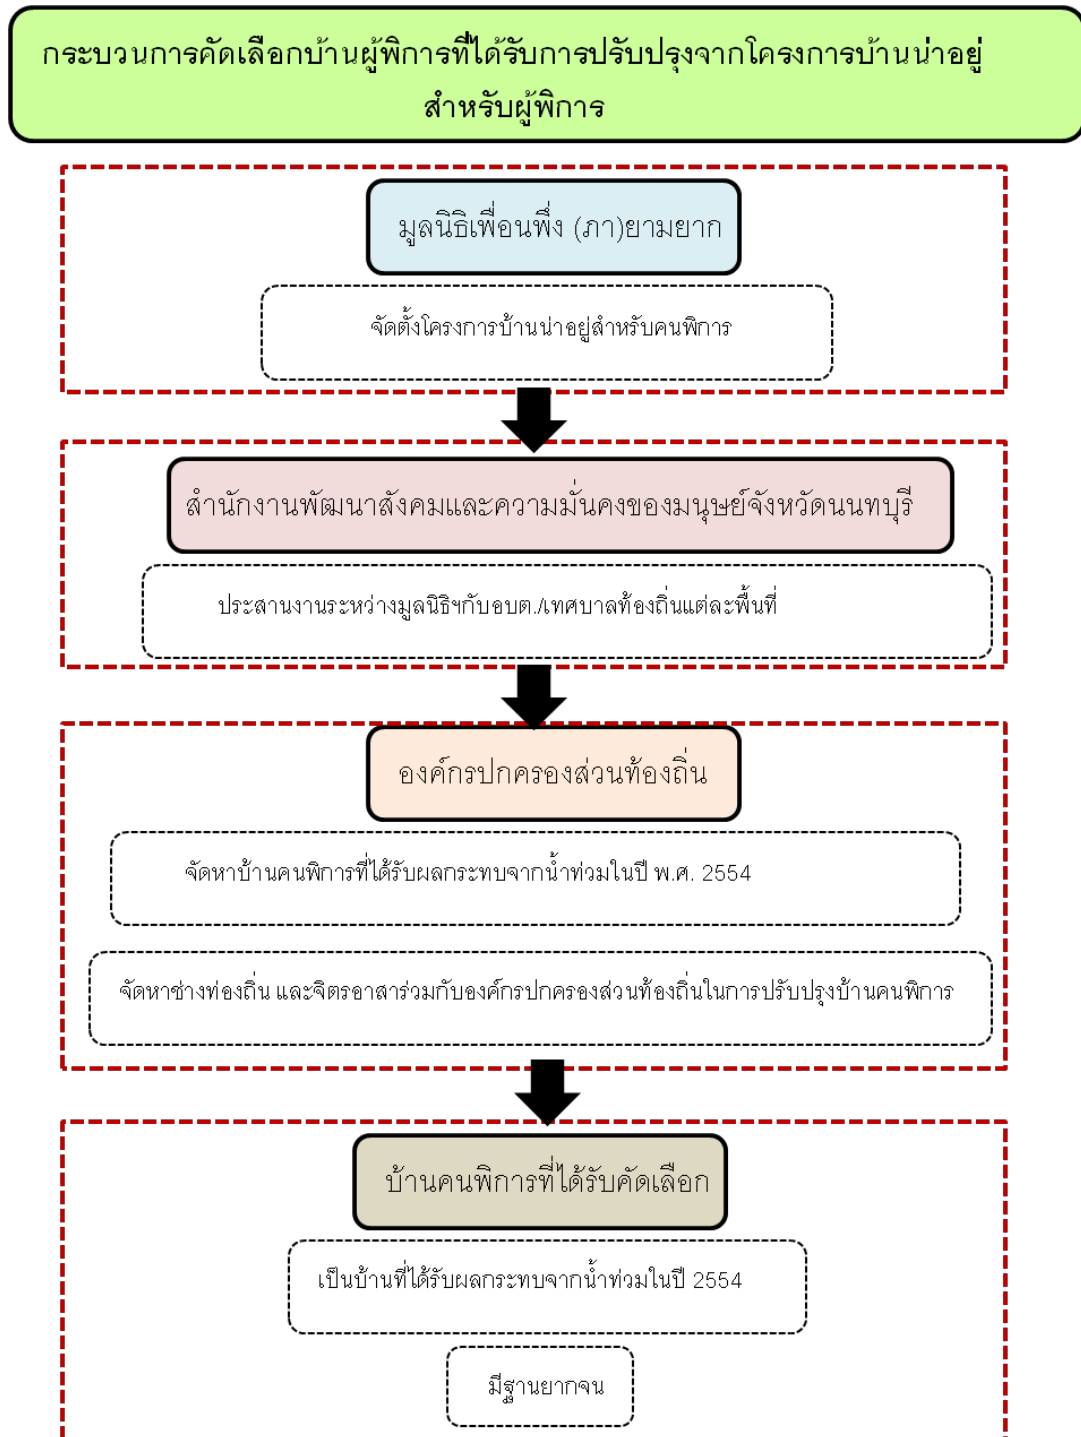 กระบวนการคัดเลือกบ้านผู้พิการที่ได้รับการปรับปรุงจากโครงการบ้านน่าอยู่
สำหรับผู้พิการ
มูลนิธิเพื่อนพึ่ง (ภา)ยามยาก
จัดตั้งโครงการบ้านน่าอยู่สำหรับคนพิการ
สำนักงานพัฒนาสังคมและความมั่นคงของมนุษย์จังหวัดนนทบุรี
ประสานงานระหว่างมูลนิธิฯกับอบต./เทศบาลท้องถิ่นแต่ละพื้นที่
องค์กรปกครองส่วนท้องถิ่น
จัดหาบ้านคนพิการที่ได้รับผลกระทบจากน้ำท่วมในปี พ.ศ. 2554
จัดหาช่างท่องถิ่น และจิตรอาสาร่วมกับองค์กรปกครองส่วนท้องถิ่นในการปรับปรุงบ้านคนพิการ
บ้านคนพิการที่ได้รับคัดเลือก
เป็นบ้านที่ได้รับผลกระทบจากน้ำท่วมในปี 2554
มีฐานยากจน